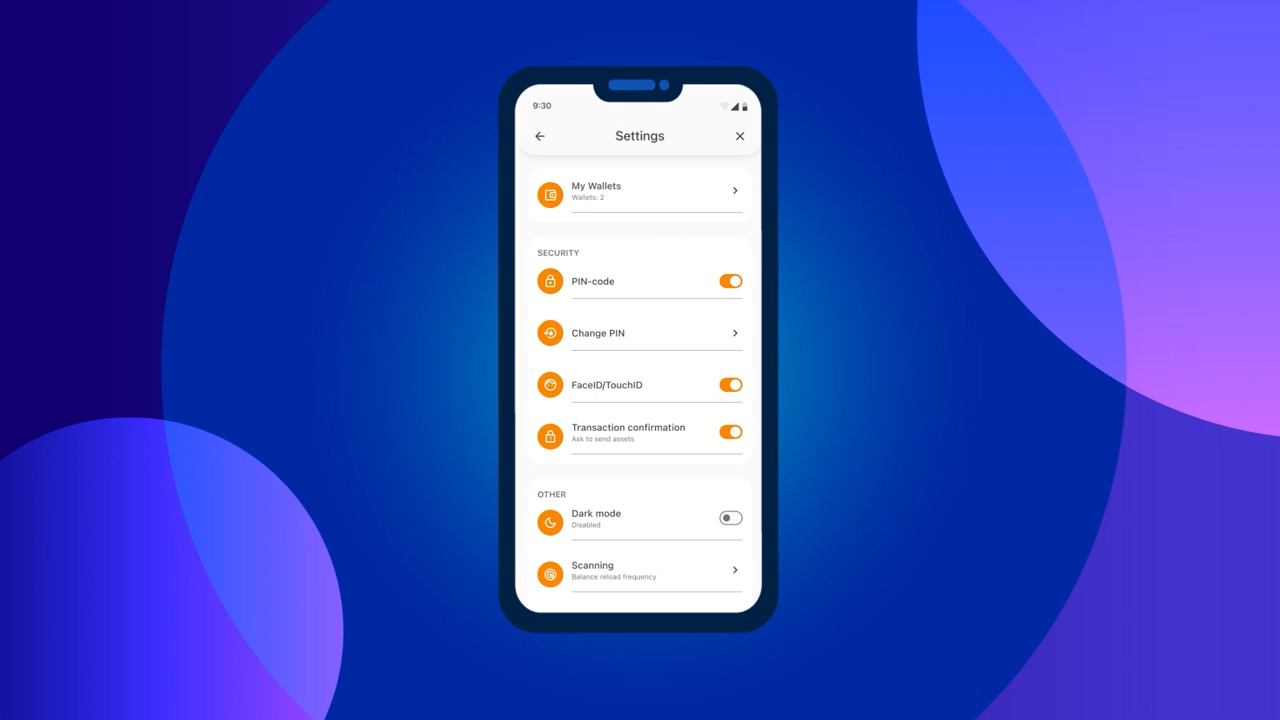 9:30
Settings
My Wallets
Wallets: 2
SECURITY
PIN-code
Change PIN
FaceID/TouchID
Transaction confirmation
Ask to send assets
OTHER
Dark mode
Disabled
Scanning
Balance reload frequency